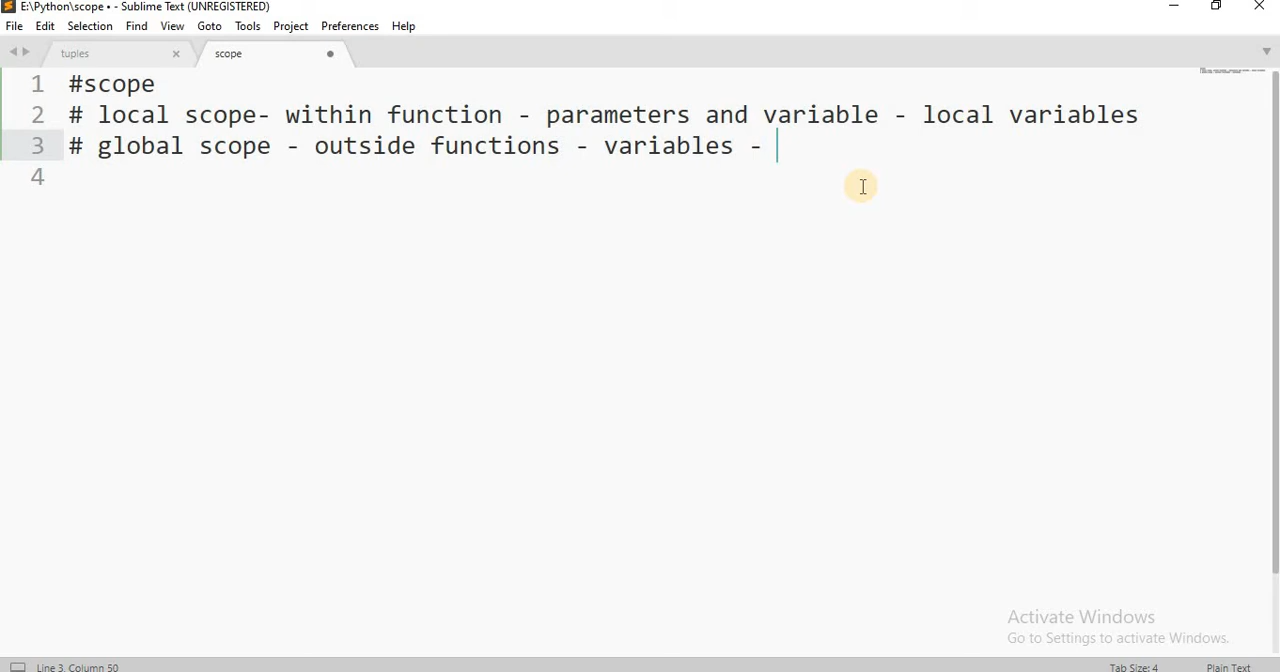 E:\Python\scope • - Sublime Text (UNREGISTERED)
File Edit Selection Find View Goto Tools Project Preferences Help
tuples scope
1 #scope
2 # local scope- within function - parameters and variable - local variables
3 # global scope - outside functions - variables -
4
Activate Windows
Go to Settings to activate Windows.
Line 3, Column 50 Tab Size: 4 Plain Text